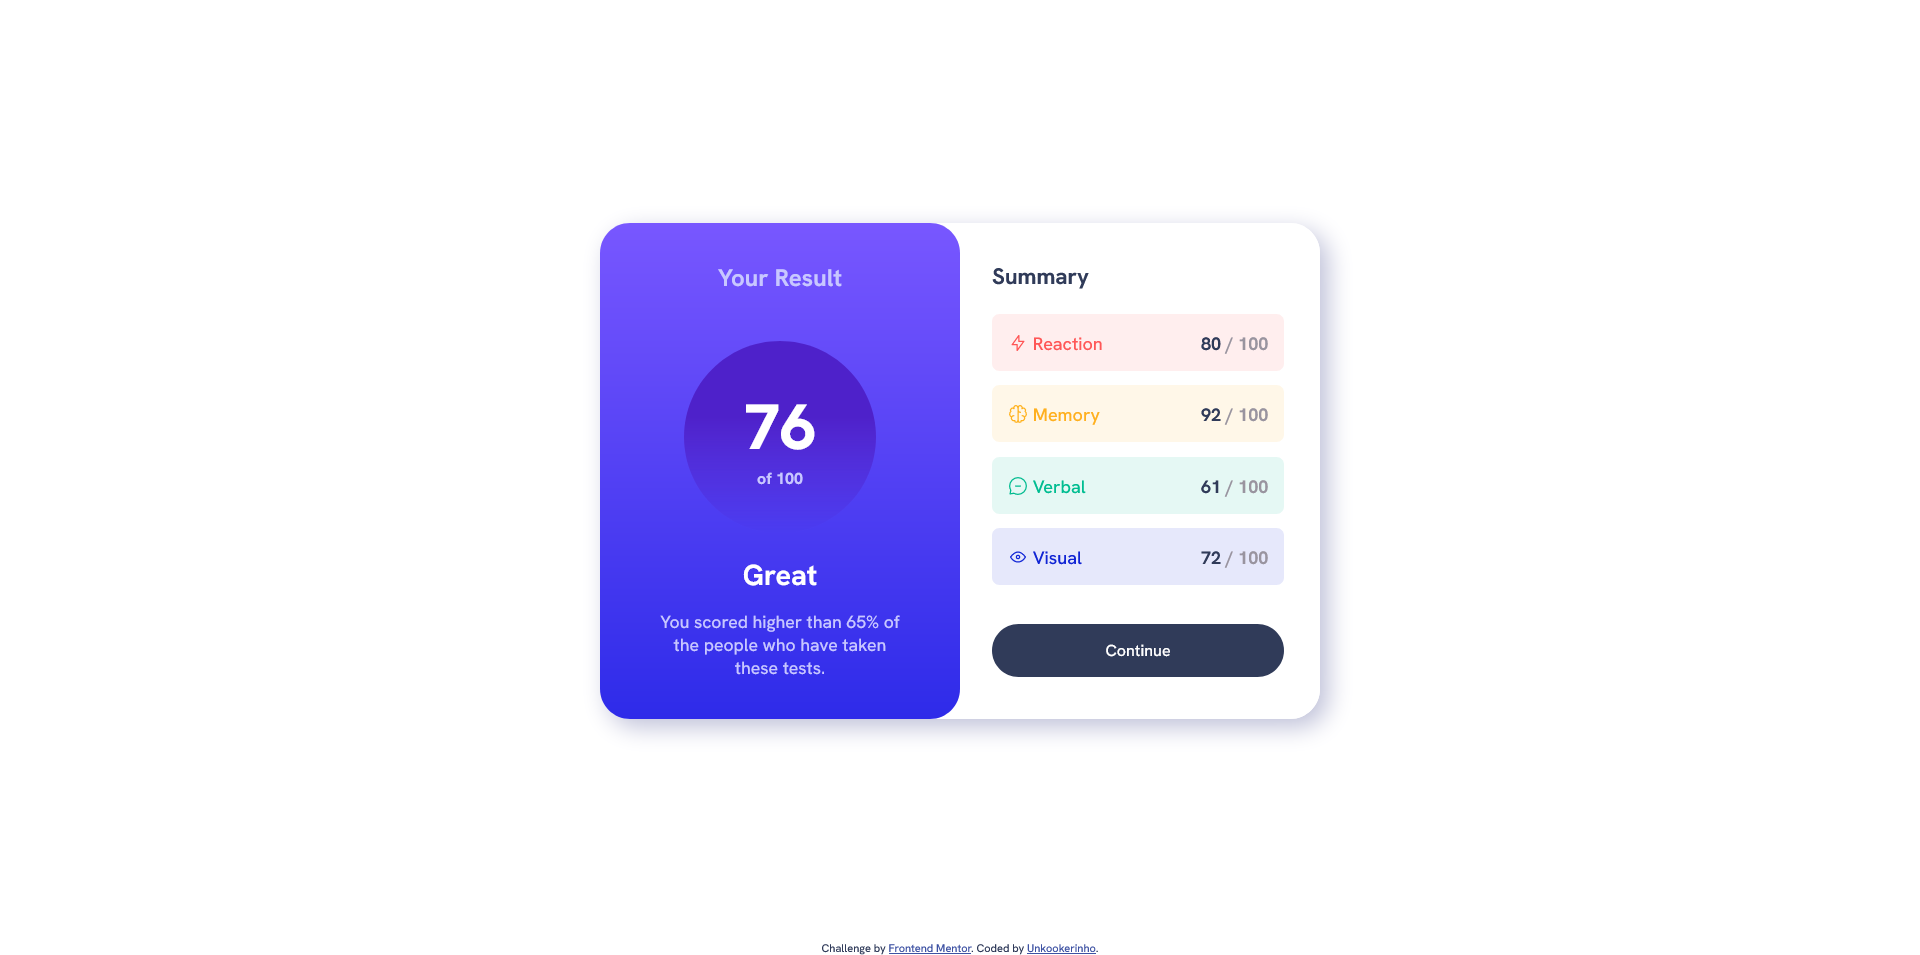 Your Result
76
of 100
Great
You scored higher than 65% of
the people who have taken
these tests.
Summary
Reaction 80 / 100
Memory 92 / 100
Verbal 61 / 100
Visual 72 / 100
Continue
Challenge by Frontend Mentor. Coded by Unkookerinho.